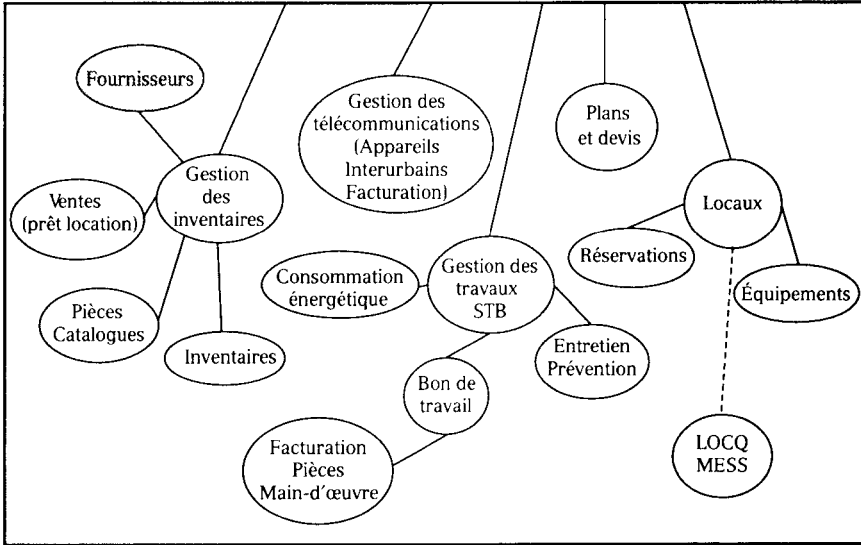 Fournisseurs
Gestion
des
inventaires
Ventes
(prêt location)
Pièces
Catalogues
Inventaires
Gestion des
télécommunications
(Appareils
Interurbains
Facturation)
Consommation
énergétique
Gestion des
travaux
STB
Entretien
Prévention
Bon de
travail
Facturation
Pièces
Main-d'œuvre
Plans
et devis
Locaux
Réservations
Équipements
LOCQ
MESS